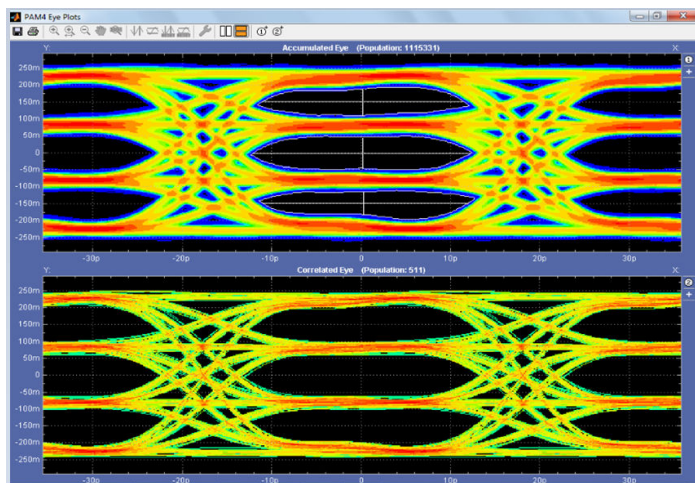 PAM4 Eye Plots
Y: Accumulated Eye (Population: 1115331) X:
250m
200m
150m
100m
50m
0
-50m
-100m
-150m
-200m
-250m
-30p -20p -10p 0 10p 20p 30p
Y: Correlated Eye (Population: 511) X:
250m
200m
150m
100m
50m
0
-50m
-100m
-150m
-200m
-250m
-30p -20p -10p 0 10p 20p 30p